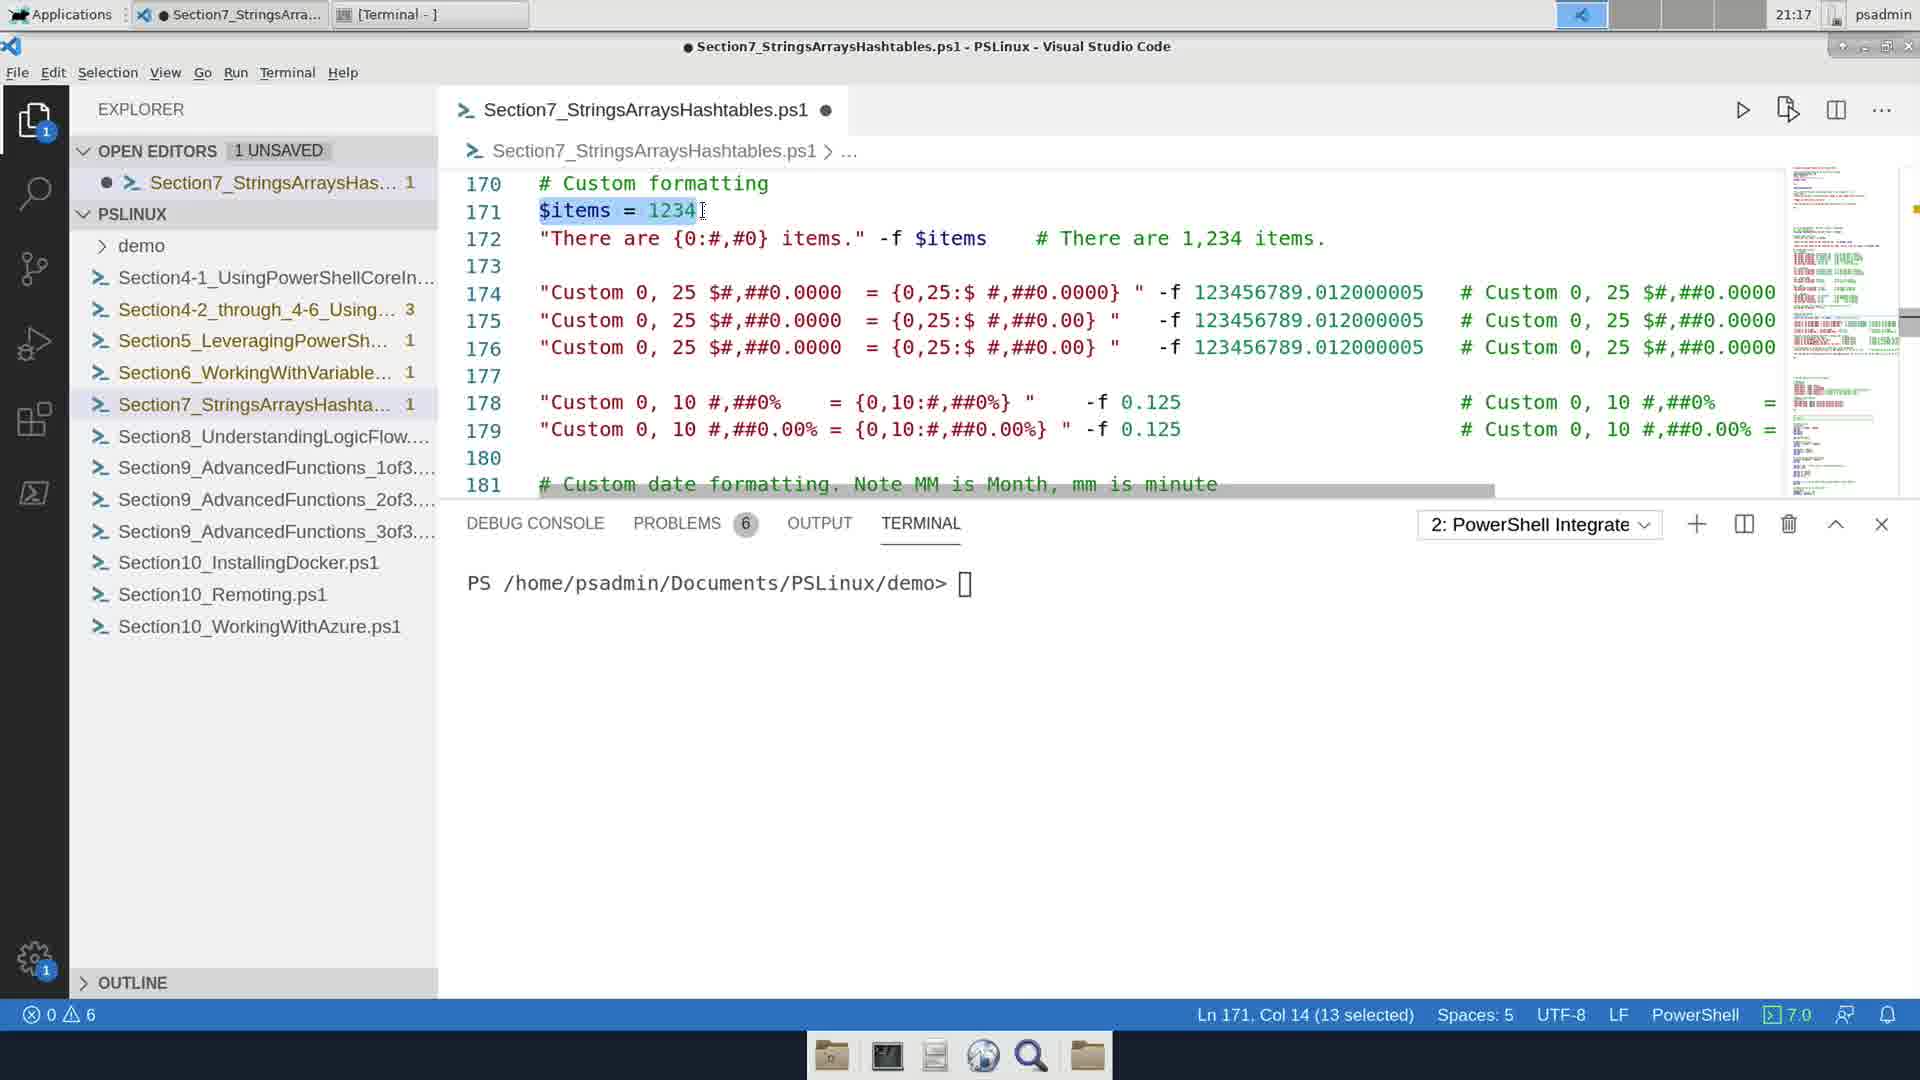 Applications
● Section7_StringsArra...
[Terminal - ]
21:17
psadmin
● Section7_StringsArraysHashtables.ps1 - PSLinux - Visual Studio Code
File Edit Selection View Go Run Terminal Help
EXPLORER
OPEN EDITORS 1 UNSAVED
● Section7_StringsArraysHas... 1
PSLINUX
demo
Section4-1_UsingPowerShellCoreIn...
Section4-2_through_4-6_Using... 3
Section5_LeveragingPowerSh... 1
Section6_WorkingWithVariable... 1
Section7_StringsArraysHashta... 1
Section8_UnderstandingLogicFlow....
Section9_AdvancedFunctions_1of3....
Section9_AdvancedFunctions_2of3....
Section9_AdvancedFunctions_3of3....
Section10_InstallingDocker.ps1
Section10_Remoting.ps1
Section10_WorkingWithAzure.ps1
OUTLINE
1
1
Section7_StringsArraysHashtables.ps1 ●
Section7_StringsArraysHashtables.ps1 > ...
170 # Custom formatting
171 $items = 1234
172 "There are {0:#,#0} items." -f $items # There are 1,234 items.
173
174 "Custom 0, 25 $#,##0.0000 = {0,25:$ #,##0.0000} " -f 123456789.012000005 # Custom 0, 25 $#,##0.0000
175 "Custom 0, 25 $#,##0.0000 = {0,25:$ #,##0.00} " -f 123456789.012000005 # Custom 0, 25 $#,##0.0000
176 "Custom 0, 25 $#,##0.0000 = {0,25:$ #,##0.00} " -f 123456789.012000005 # Custom 0, 25 $#,##0.0000
177
178 "Custom 0, 10 #,##0% = {0,10:#,##0%} " -f 0.125 # Custom 0, 10 #,##0% =
179 "Custom 0, 10 #,##0.00% = {0,10:#,##0.00%} " -f 0.125 # Custom 0, 10 #,##0.00% =
180
181 # Custom date formatting. Note MM is Month, mm is minute
DEBUG CONSOLE PROBLEMS 6 OUTPUT TERMINAL
2: PowerShell Integrate
PS /home/psadmin/Documents/PSLinux/demo>
0 6
Ln 171, Col 14 (13 selected) Spaces: 5 UTF-8 LF PowerShell 7.0